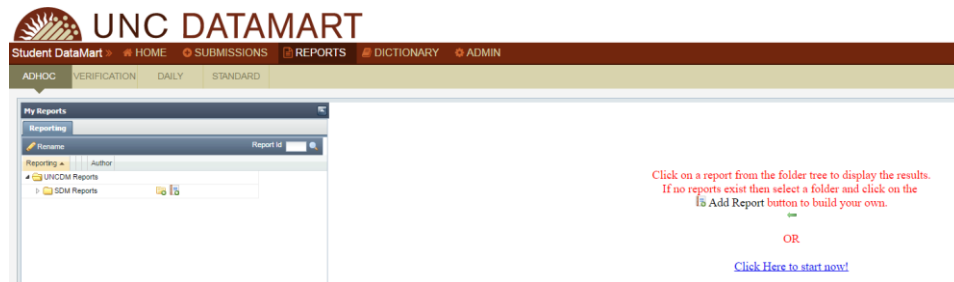 UNC DATAMART
Student DataMart » HOME SUBMISSIONS REPORTS DICTIONARY ADMIN
ADHOC VERIFICATION DAILY STANDARD
My Reports
Reporting
Rename Report Id
Reporting Author
UNCDM Reports
SDM Reports
Click on a report from the folder tree to display the results.
If no reports exist then select a folder and click on the
Add Report button to build your own.
OR
Click Here to start now!